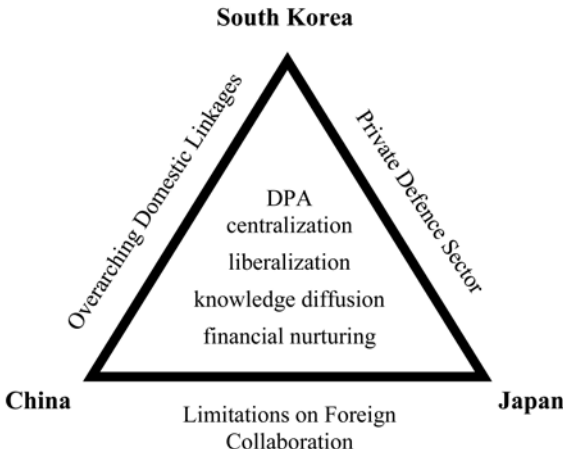 South Korea
Overarching Domestic Linkages
Private Defence Sector
DPA
centralization
liberalization
knowledge diffusion
financial nurturing
China
Japan
Limitations on Foreign
Collaboration